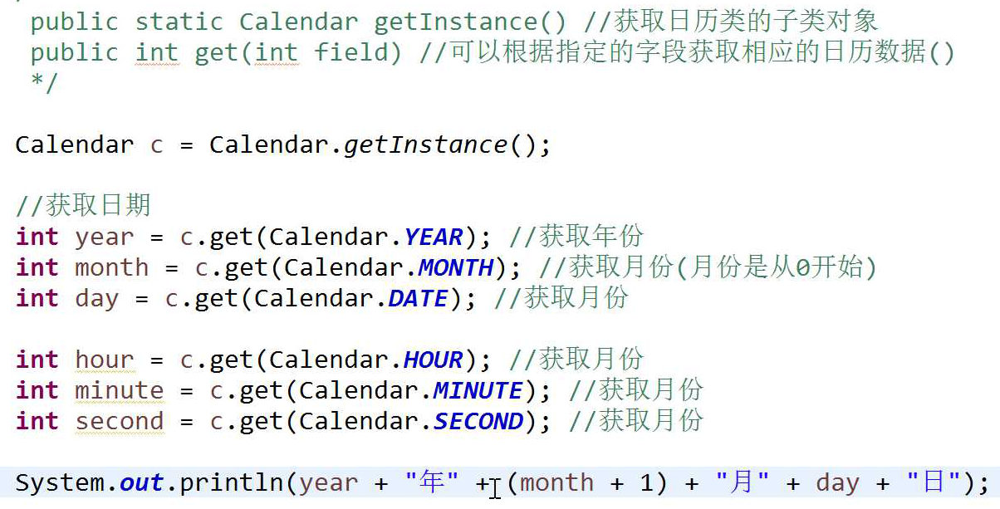 public static Calendar getInstance() //获取日历类的子类对象
public int get(int field) //可以根据指定的字段获取相应的日历数据()
*/
Calendar c = Calendar.getInstance();
//获取日期
int year = c.get(Calendar.YEAR); //获取年份
int month = c.get(Calendar.MONTH); //获取月份(月份是从0开始)
int day = c.get(Calendar.DATE); //获取月份
int hour = c.get(Calendar.HOUR); //获取月份
int minute = c.get(Calendar.MINUTE); //获取月份
int second = c.get(Calendar.SECOND); //获取月份
System.out.println(year + "年" + (month + 1) + "月" + day + "日");